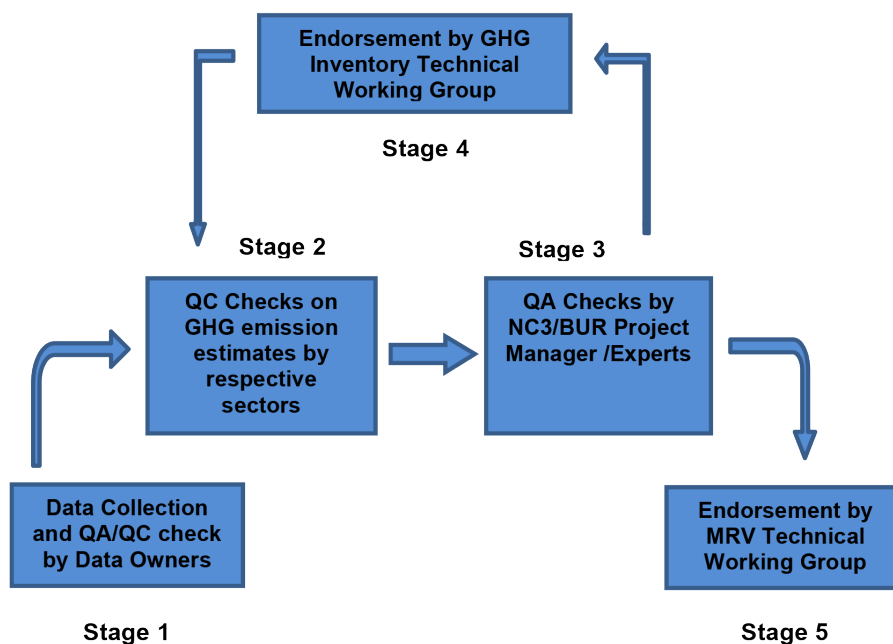 Endorsement by GHG
Inventory Technical
Working Group
Stage 4
Stage 2
Stage 3
QC Checks on
GHG emission
estimates by
respective
sectors
QA Checks by
NC3/BUR Project
Manager /Experts
Data Collection
and QA/QC check
by Data Owners
Endorsement by
MRV Technical
Working Group
Stage 1
Stage 5